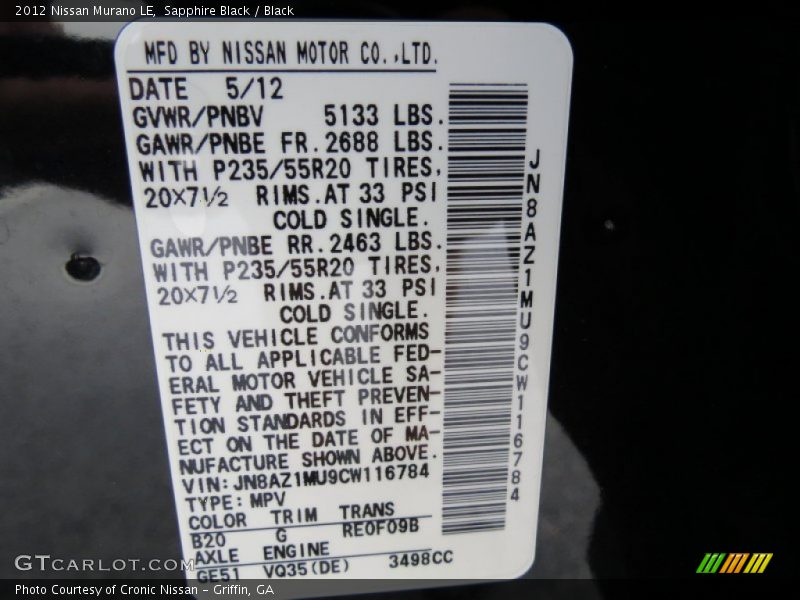 2012 Nissan Murano LE, Sapphire Black / Black
MFD BY NISSAN MOTOR CO.,LTD.
DATE 5/12
GVWR/PNBV 5133 LBS.
GAWR/PNBE FR.2688 LBS.
WITH P235/55R20 TIRES,
20×7½ RIMS.AT 33 PSI
COLD SINGLE.
GAWR/PNBE RR.2463 LBS.
WITH P235/55R20 TIRES,
20×7½ RIMS.AT 33 PSI
COLD SINGLE.
THIS VEHICLE CONFORMS
TO ALL APPLICABLE FED-
ERAL MOTOR VEHICLE SA-
FETY AND THEFT PREVEN-
TION STANDARDS IN EFF-
ECT ON THE DATE OF MA-
NUFACTURE SHOWN ABOVE.
VIN:JN8AZ1MU9CW116784
TYPE:MPV
COLOR TRIM TRANS
B20 G RE0F09B
AXLE ENGINE
GE51 VQ35(DE) 3498CC
JN8AZ1MU9CW116784
GTCARLOT.COM
Photo Courtesy of Cronic Nissan - Griffin, GA